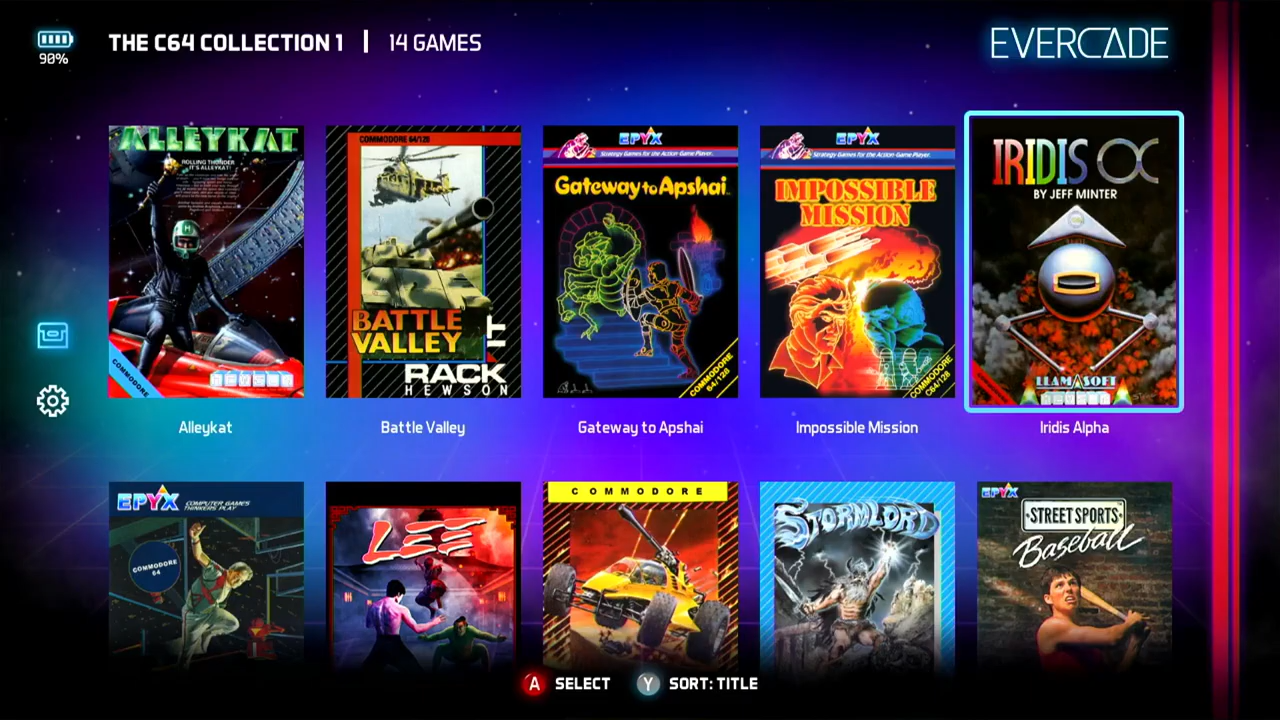 90%
THE C64 COLLECTION 1 | 14 GAMES
EVERCADE
ALLEYKAT
ROLLING THUNDER
IT'S ALLEYKAT!
COMMODORE
COMMODORE 64/128
BATTLE
VALLEY
RACK
HEWSON
EPYX
Strategy Games for the Action-Game Player.
Gateway to Apshai
COMMODORE
64/128
EPYX
Strategy Games for the Action-Game Player.
IMPOSSIBLE
MISSION
COMMODORE
C64/128
IRIDIS α
BY JEFF MINTER
LLAMASOFT
Alleykat
Battle Valley
Gateway to Apshai
Impossible Mission
Iridis Alpha
EPYX
COMPUTER GAMES
THINKERS PLAY
COMMODORE
64
LEE
COMMODORE
STORMLORD
EPYX
STREET SPORTS
Baseball
A SELECT
Y SORT: TITLE